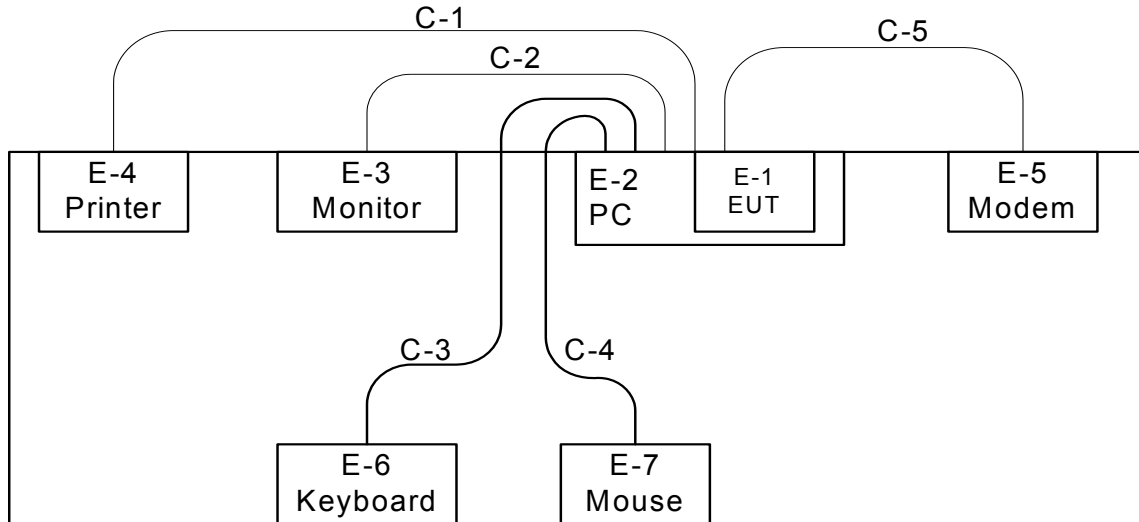 C-1
C-5
C-2
E-4
Printer
E-3
Monitor
E-2
PC
E-1
EUT
E-5
Modem
C-3
C-4
E-6
Keyboard
E-7
Mouse